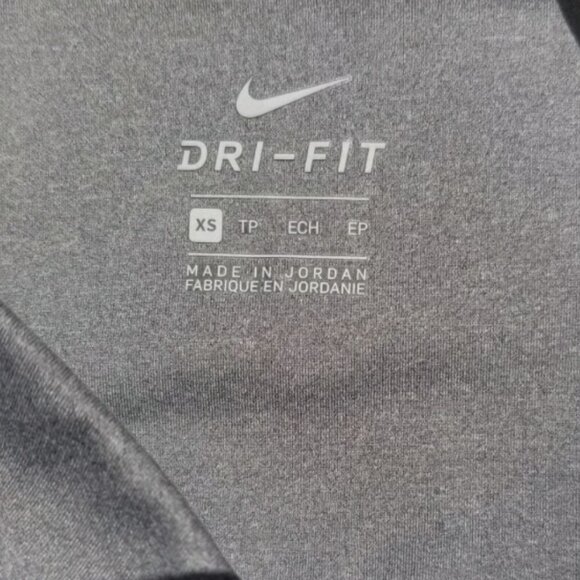 DRI-FIT
XS TP ECH EP
MADE IN JORDAN
FABRIQUE EN JORDANIE